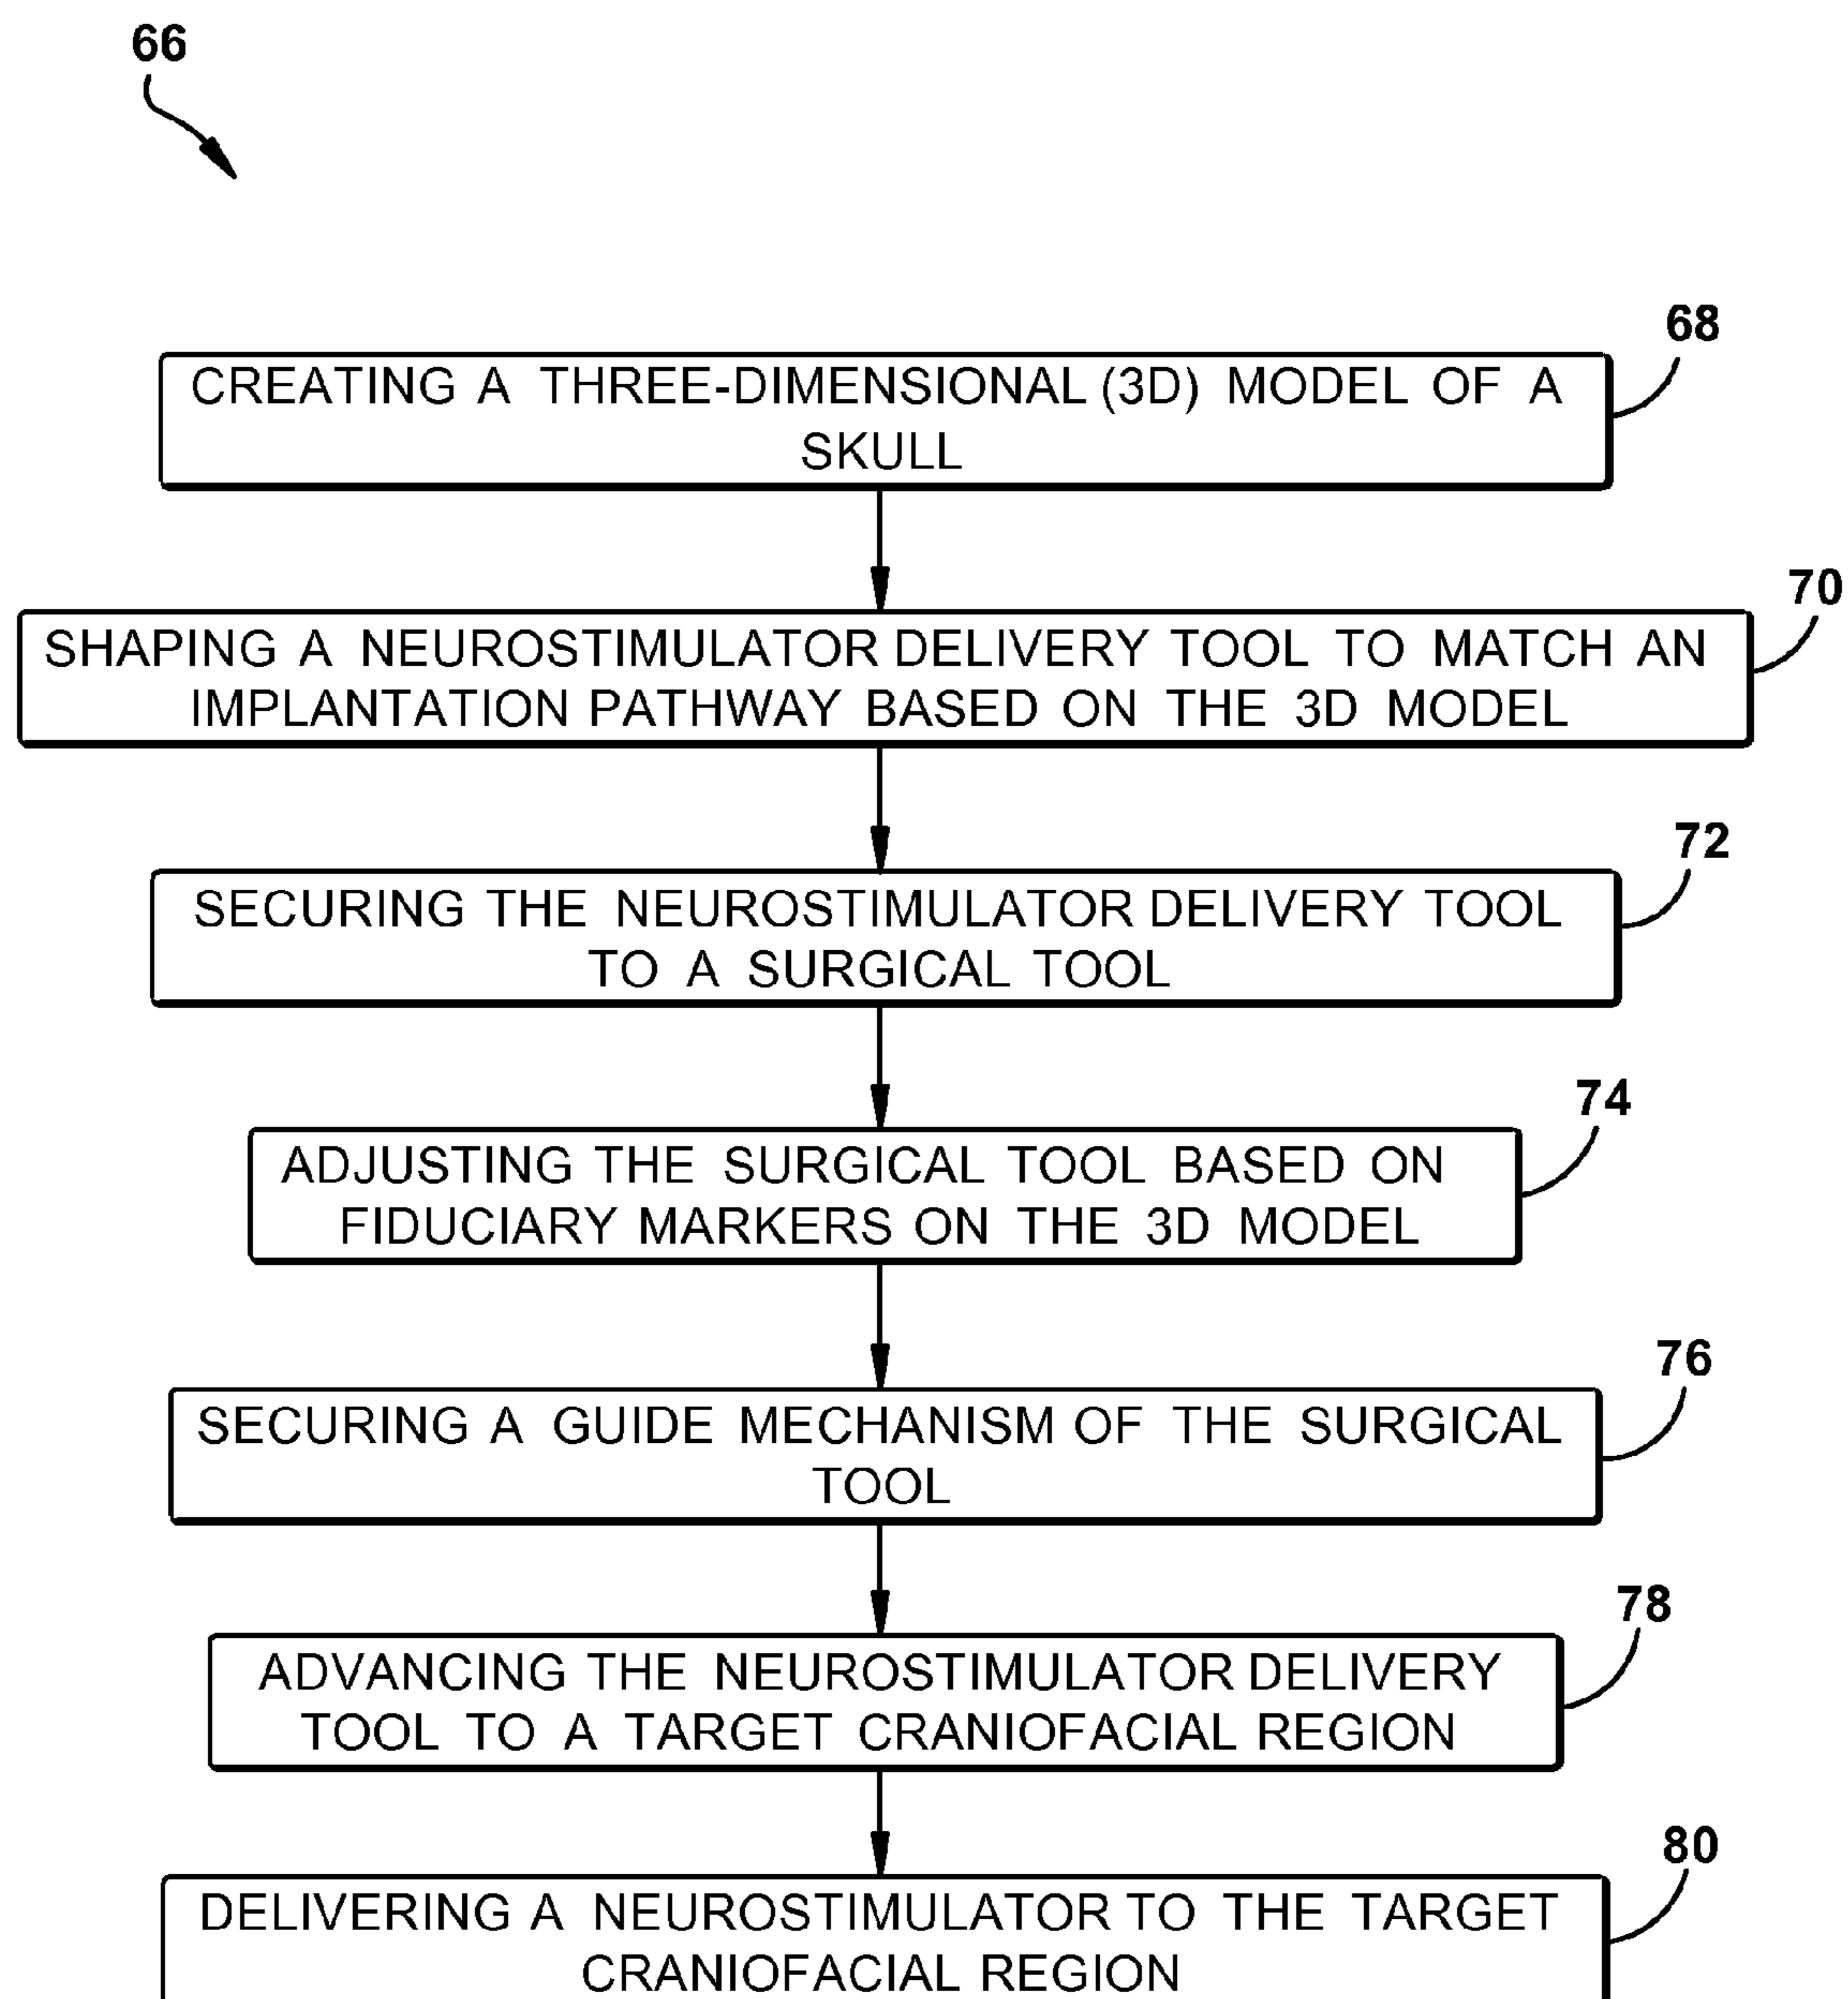 66
68
CREATING A THREE-DIMENSIONAL (3D) MODEL OF A
SKULL
70
SHAPING A NEUROSTIMULATOR DELIVERY TOOL TO MATCH AN
IMPLANTATION PATHWAY BASED ON THE 3D MODEL
72
SECURING THE NEUROSTIMULATOR DELIVERY TOOL
TO A SURGICAL TOOL
74
ADJUSTING THE SURGICAL TOOL BASED ON
FIDUCIARY MARKERS ON THE 3D MODEL
76
SECURING A GUIDE MECHANISM OF THE SURGICAL
TOOL
78
ADVANCING THE NEUROSTIMULATOR DELIVERY
TOOL TO A TARGET CRANIOFACIAL REGION
80
DELIVERING A NEUROSTIMULATOR TO THE TARGET
CRANIOFACIAL REGION